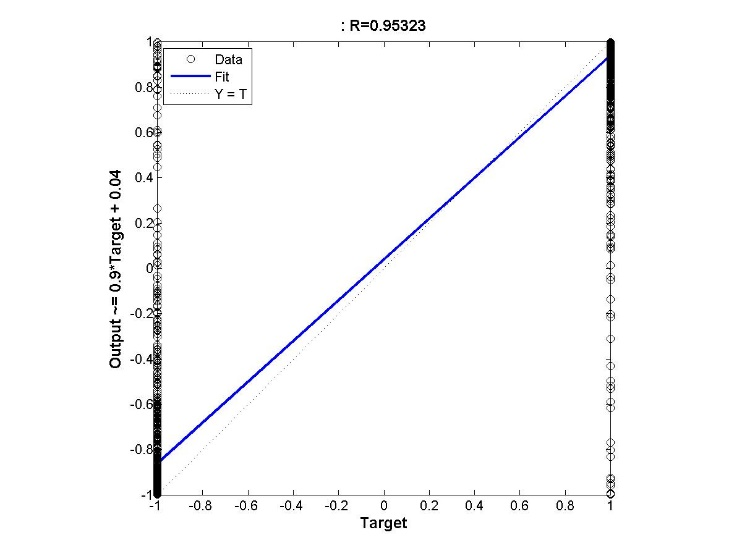 : R=0.95323
Data
Fit
Y = T
Output ~= 0.9*Target + 0.04
1
0.8
0.6
0.4
0.2
0
-0.2
-0.4
-0.6
-0.8
-1
-1 -0.8 -0.6 -0.4 -0.2 0 0.2 0.4 0.6 0.8 1
Target